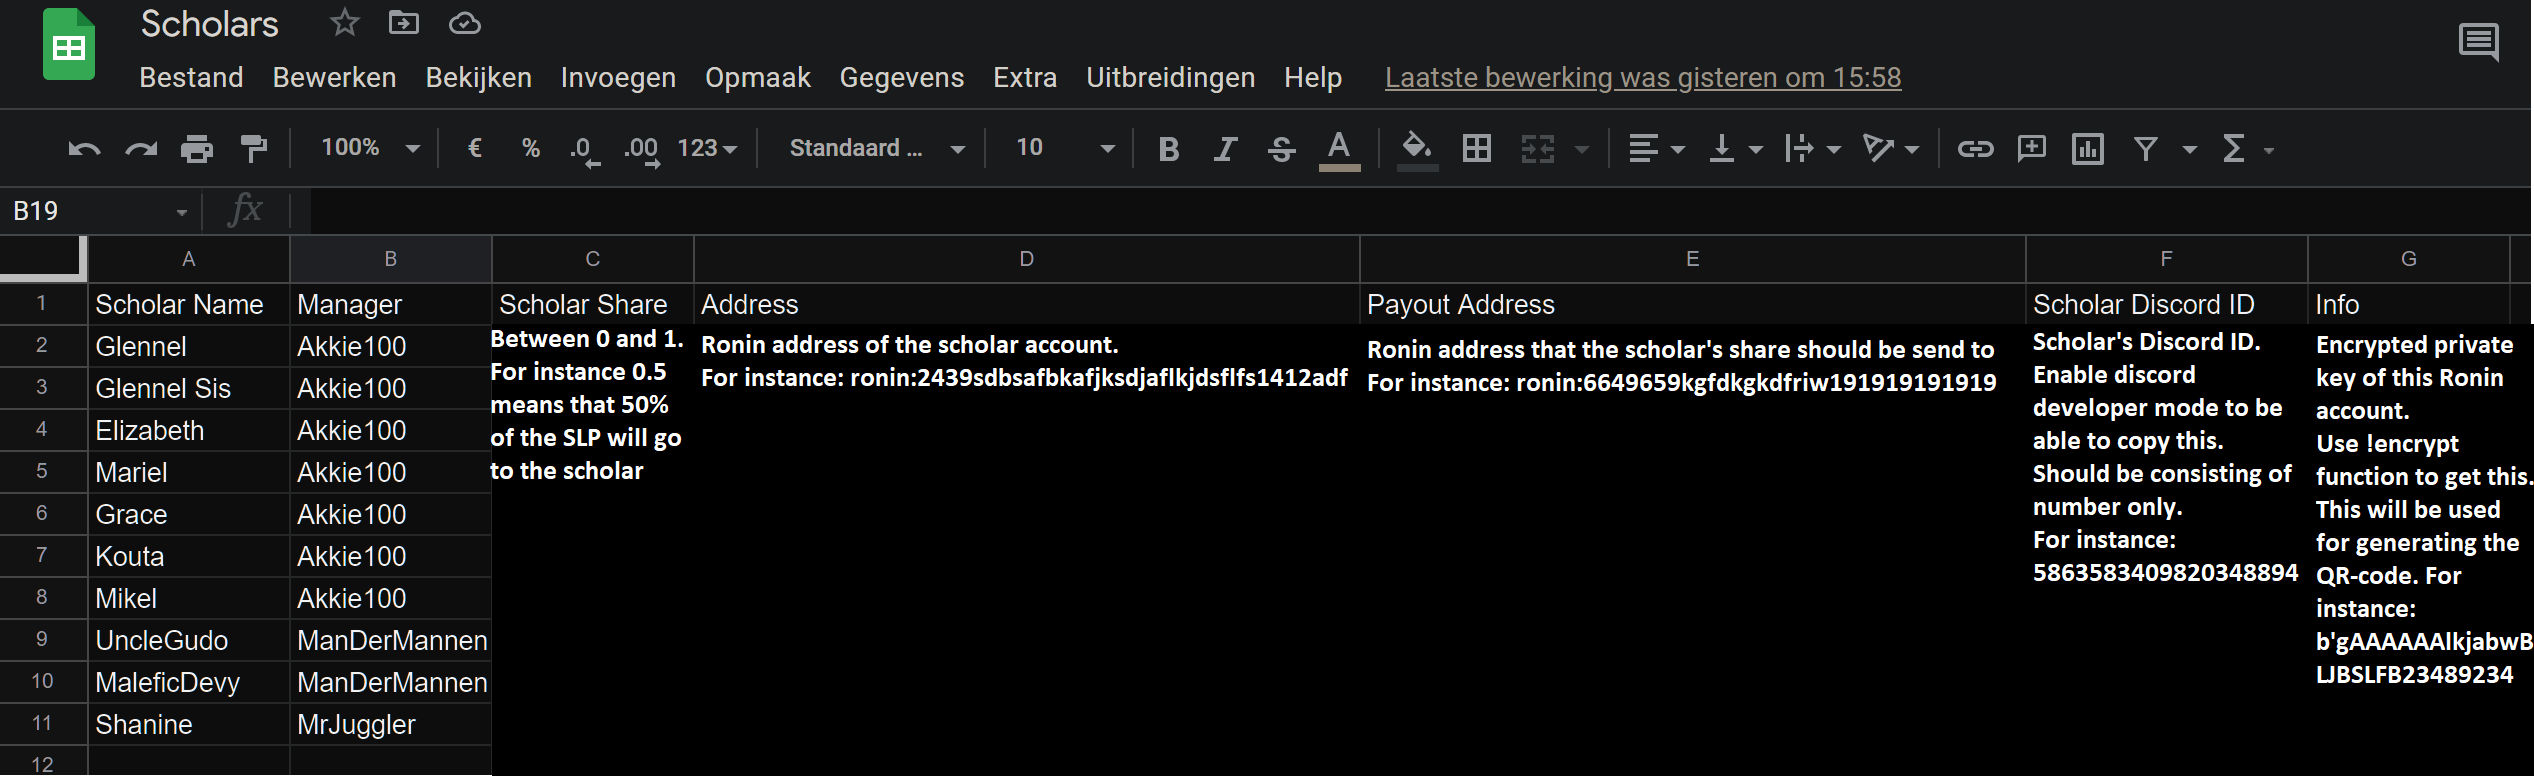 Scholars
Bestand Bewerken Bekijken Invoegen Opmaak Gegevens Extra Uitbreidingen Help Laatste bewerking was gisteren om 15:58
100% € % .0 .00 123 Standaard ... 10 B I S A Σ
B19 fx
A B C D E F G
1 Scholar Name Manager Scholar Share Address Payout Address Scholar Discord ID Info
2 Glennel Akkie100
3 Glennel Sis Akkie100
4 Elizabeth Akkie100
5 Mariel Akkie100
6 Grace Akkie100
7 Kouta Akkie100
8 Mikel Akkie100
9 UncleGudo ManDerMannen
10 MaleficDevy ManDerMannen
11 Shanine MrJuggler
12
Between 0 and 1.
For instance 0.5
means that 50%
of the SLP will go
to the scholar
Ronin address of the scholar account.
For instance: ronin:2439sdbsafbkafjksdjaflkjdsflfs1412adf
Ronin address that the scholar's share should be send to
For instance: ronin:6649659kgfdkgkdfriw191919191919
Scholar's Discord ID.
Enable discord
developer mode to be
able to copy this.
Should be consisting of
number only.
For instance:
5863583409820348894
Encrypted private
key of this Ronin
account.
Use !encrypt
function to get this.
This will be used
for generating the
QR-code. For
instance:
b'gAAAAAAlkjabwB
LJBSLFB23489234